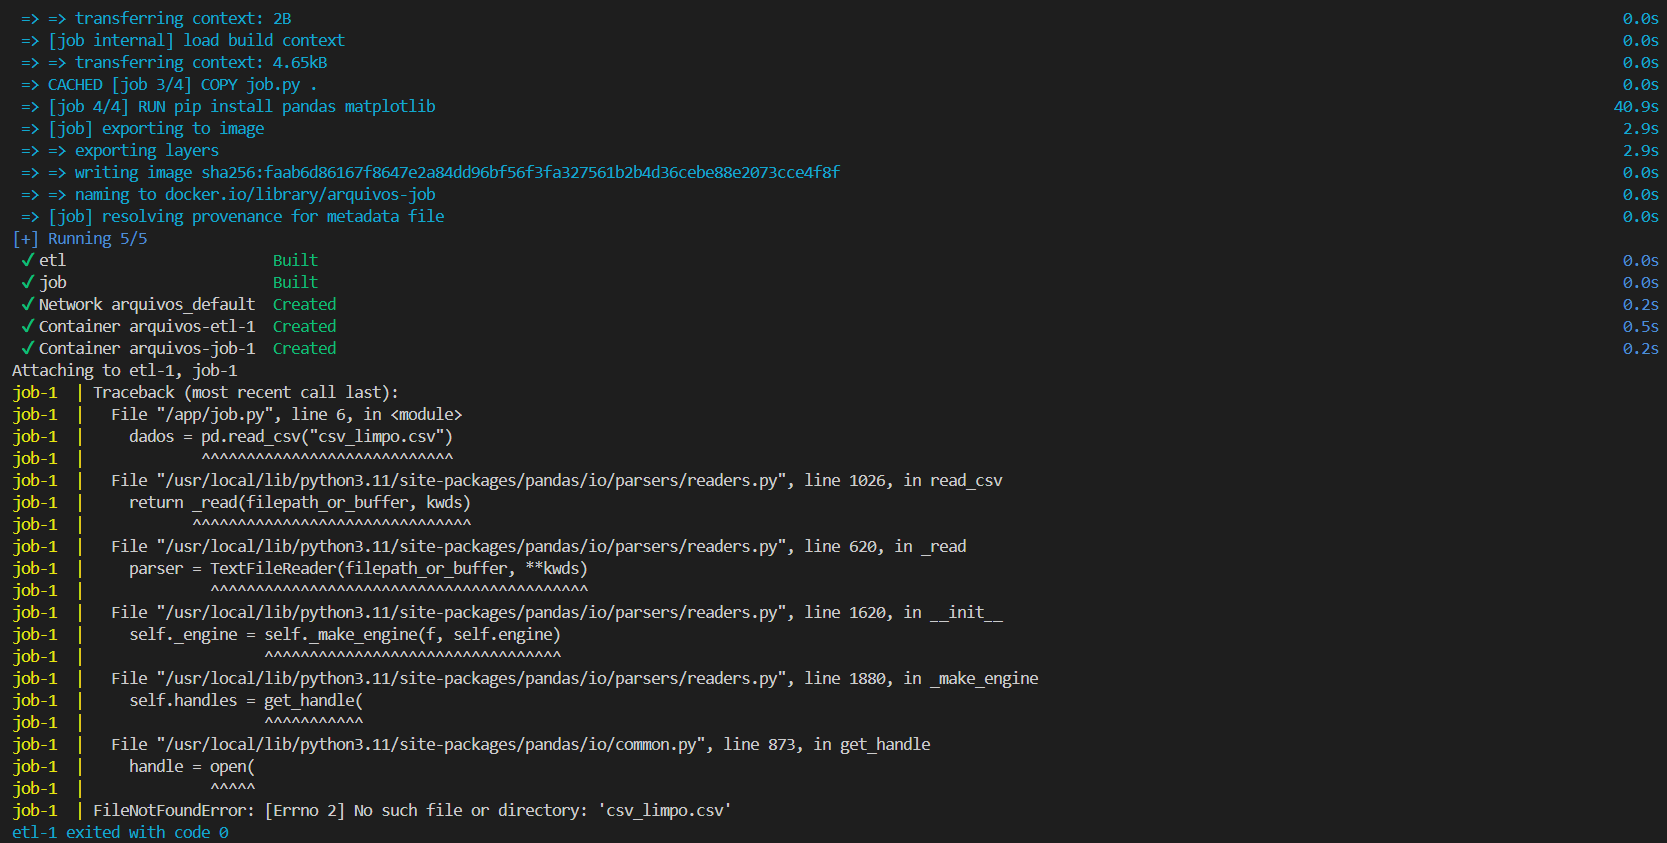 => => transferring context: 2B 0.0s
=> [job internal] load build context 0.0s
=> => transferring context: 4.65kB 0.0s
=> CACHED [job 3/4] COPY job.py . 0.0s
=> [job 4/4] RUN pip install pandas matplotlib 40.9s
=> [job] exporting to image 2.9s
=> => exporting layers 2.9s
=> => writing image sha256:faab6d86167f8647e2a84dd96bf56f3fa327561b2b4d36cebe88e2073cce4f8f 0.0s
=> => naming to docker.io/library/arquivos-job 0.0s
=> [job] resolving provenance for metadata file 0.0s
[+] Running 5/5
✓ etl Built 0.0s
✓ job Built 0.0s
✓ Network arquivos_default Created 0.2s
✓ Container arquivos-etl-1 Created 0.5s
✓ Container arquivos-job-1 Created 0.2s
Attaching to etl-1, job-1
job-1 | Traceback (most recent call last):
job-1 | File "/app/job.py", line 6, in <module>
job-1 | dados = pd.read_csv("csv_limpo.csv")
job-1 | ^^^^^^^^^^^^^^^^^^^^^^^^^^^^
job-1 | File "/usr/local/lib/python3.11/site-packages/pandas/io/parsers/readers.py", line 1026, in read_csv
job-1 | return _read(filepath_or_buffer, kwds)
job-1 | ^^^^^^^^^^^^^^^^^^^^^^^^^^^^^^^
job-1 | File "/usr/local/lib/python3.11/site-packages/pandas/io/parsers/readers.py", line 620, in _read
job-1 | parser = TextFileReader(filepath_or_buffer, **kwds)
job-1 | ^^^^^^^^^^^^^^^^^^^^^^^^^^^^^^^^^^^^^^^^^^
job-1 | File "/usr/local/lib/python3.11/site-packages/pandas/io/parsers/readers.py", line 1620, in __init__
job-1 | self._engine = self._make_engine(f, self.engine)
job-1 | ^^^^^^^^^^^^^^^^^^^^^^^^^^^^^^^^^
job-1 | File "/usr/local/lib/python3.11/site-packages/pandas/io/parsers/readers.py", line 1880, in _make_engine
job-1 | self.handles = get_handle(
job-1 | ^^^^^^^^^^^
job-1 | File "/usr/local/lib/python3.11/site-packages/pandas/io/common.py", line 873, in get_handle
job-1 | handle = open(
job-1 | ^^^^^
job-1 | FileNotFoundError: [Errno 2] No such file or directory: 'csv_limpo.csv'
etl-1 exited with code 0